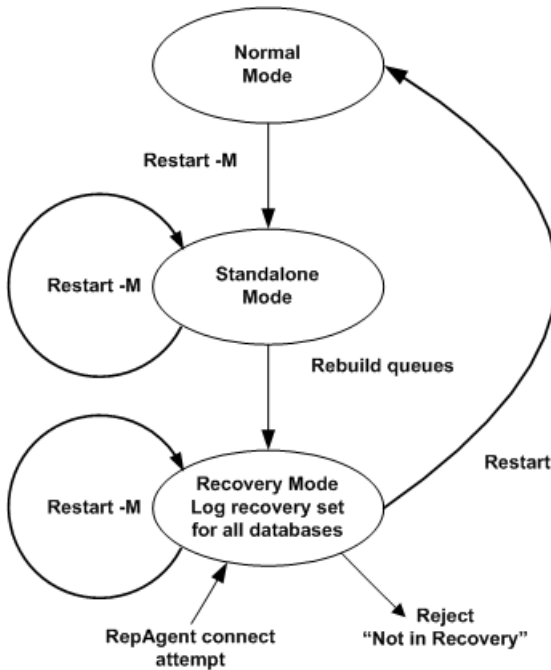 Normal
Mode
Restart -M
Restart -M
Standalone
Mode
Rebuild queues
Restart
Restart -M
Recovery Mode
Log recovery set
for all databases
RepAgent connect
attempt
Reject
“Not in Recovery”